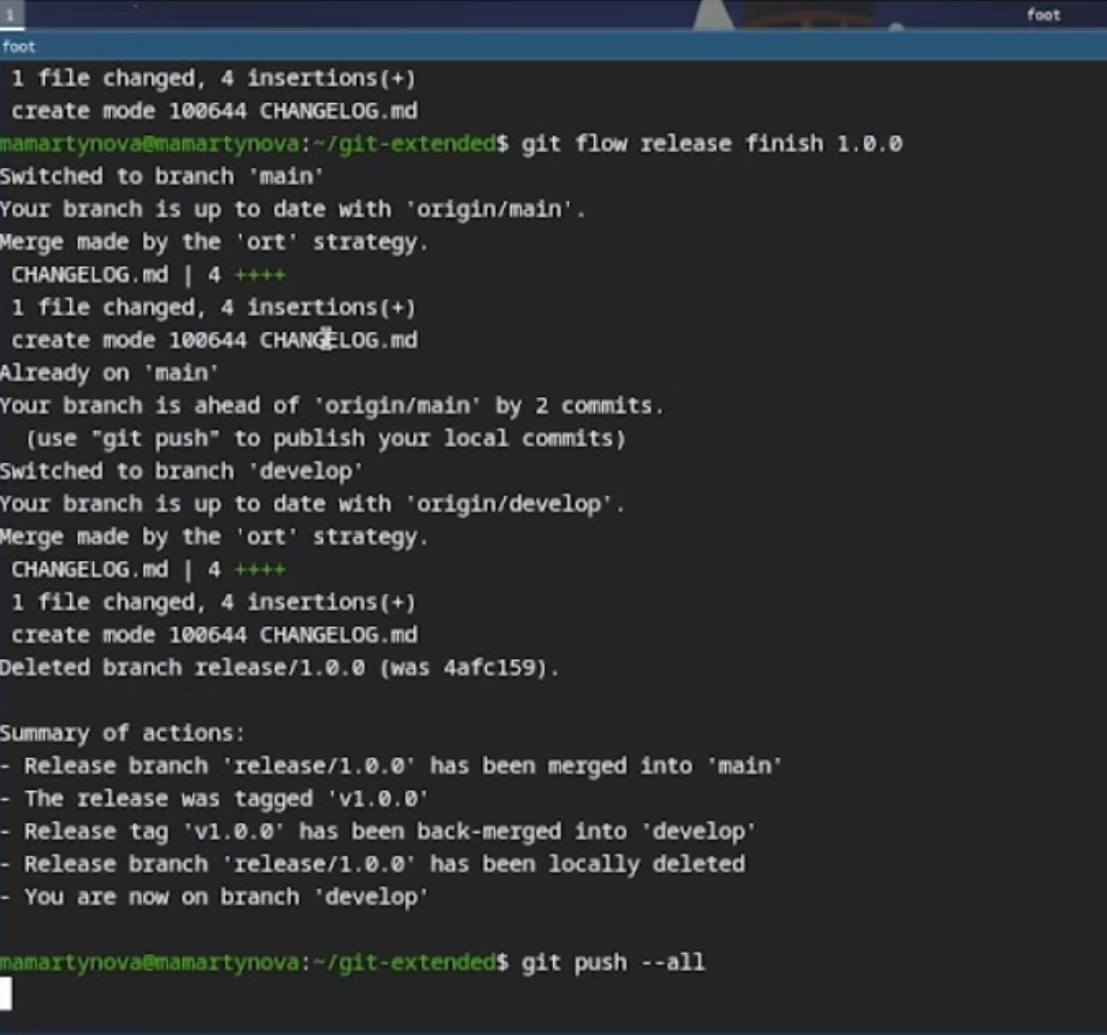 1
foot
foot
1 file changed, 4 insertions(+)
create mode 100644 CHANGELOG.md
mamartynova@mamartynova:~/git-extended$ git flow release finish 1.0.0
Switched to branch 'main'
Your branch is up to date with 'origin/main'.
Merge made by the 'ort' strategy.
CHANGELOG.md | 4 ++++
1 file changed, 4 insertions(+)
create mode 100644 CHANGELOG.md
Already on 'main'
Your branch is ahead of 'origin/main' by 2 commits.
(use "git push" to publish your local commits)
Switched to branch 'develop'
Your branch is up to date with 'origin/develop'.
Merge made by the 'ort' strategy.
CHANGELOG.md | 4 ++++
1 file changed, 4 insertions(+)
create mode 100644 CHANGELOG.md
Deleted branch release/1.0.0 (was 4afc159).
Summary of actions:
- Release branch 'release/1.0.0' has been merged into 'main'
- The release was tagged 'v1.0.0'
- Release tag 'v1.0.0' has been back-merged into 'develop'
- Release branch 'release/1.0.0' has been locally deleted
- You are now on branch 'develop'
mamartynova@mamartynova:~/git-extended$ git push --all